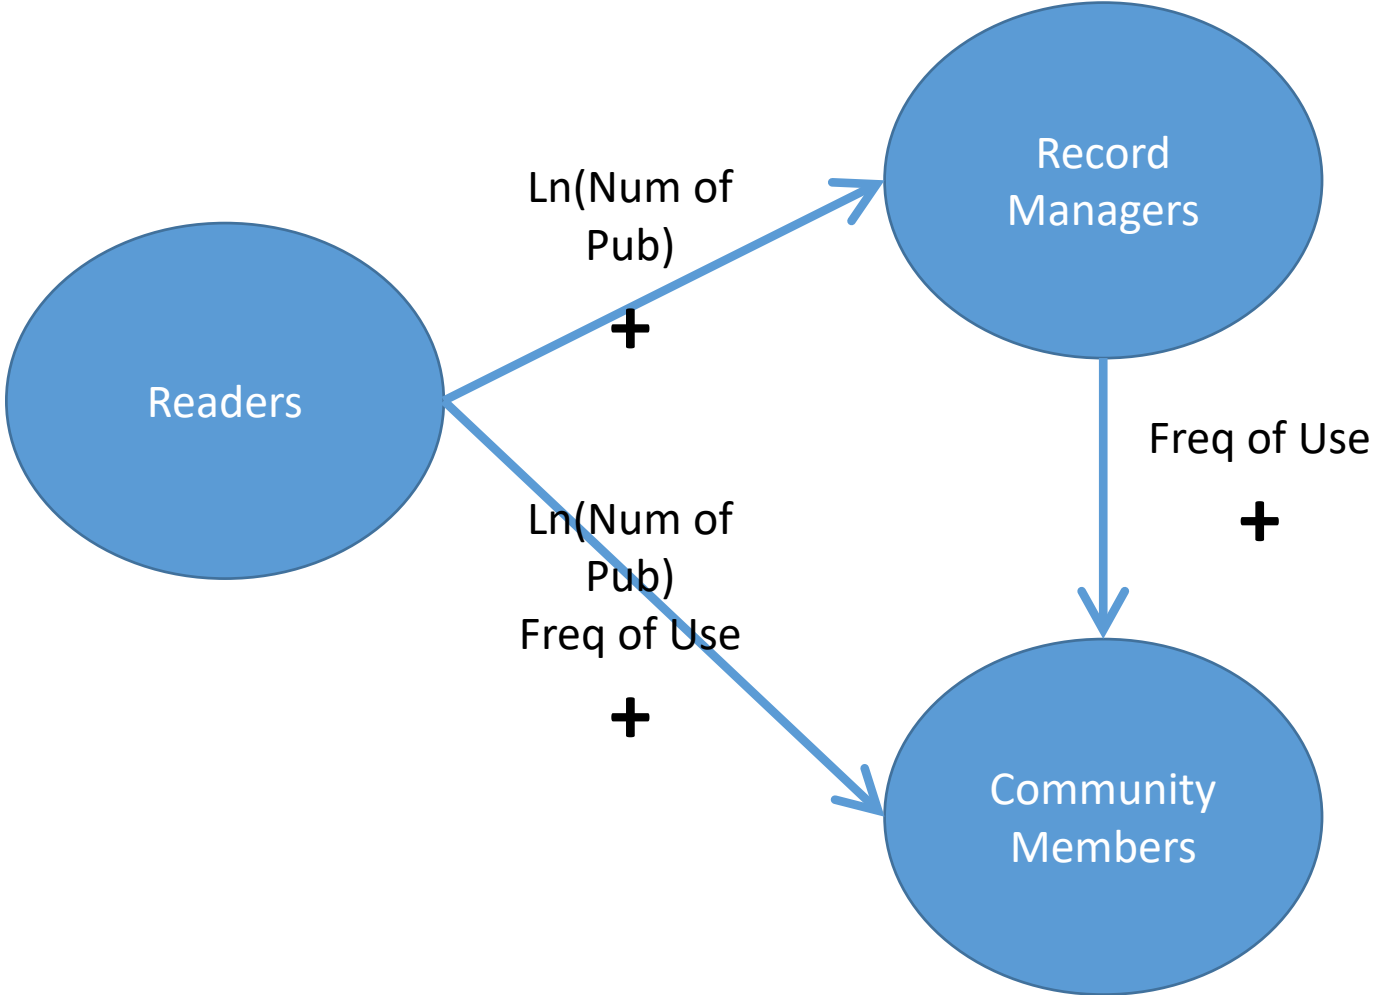 Record
Managers
Ln(Num of
Pub)
+
Readers
Freq of Use
+
Ln(Num of
Pub)
Freq of Use
+
Community
Members